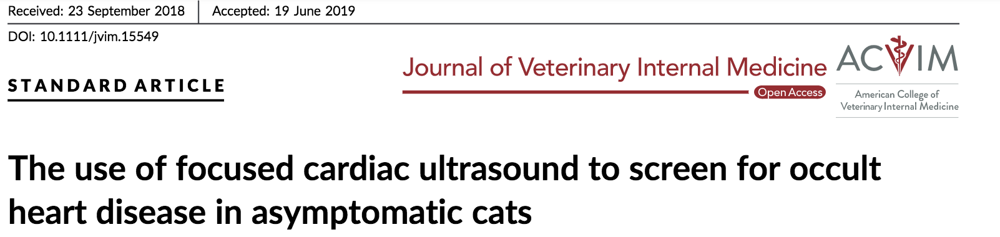 Received: 23 September 2018 Accepted: 19 June 2019
DOI: 10.1111/jvim.15549
STANDARD ARTICLE
Journal of Veterinary Internal Medicine
Open Access
ACVIM
American College of
Veterinary Internal Medicine
The use of focused cardiac ultrasound to screen for occult
heart disease in asymptomatic cats